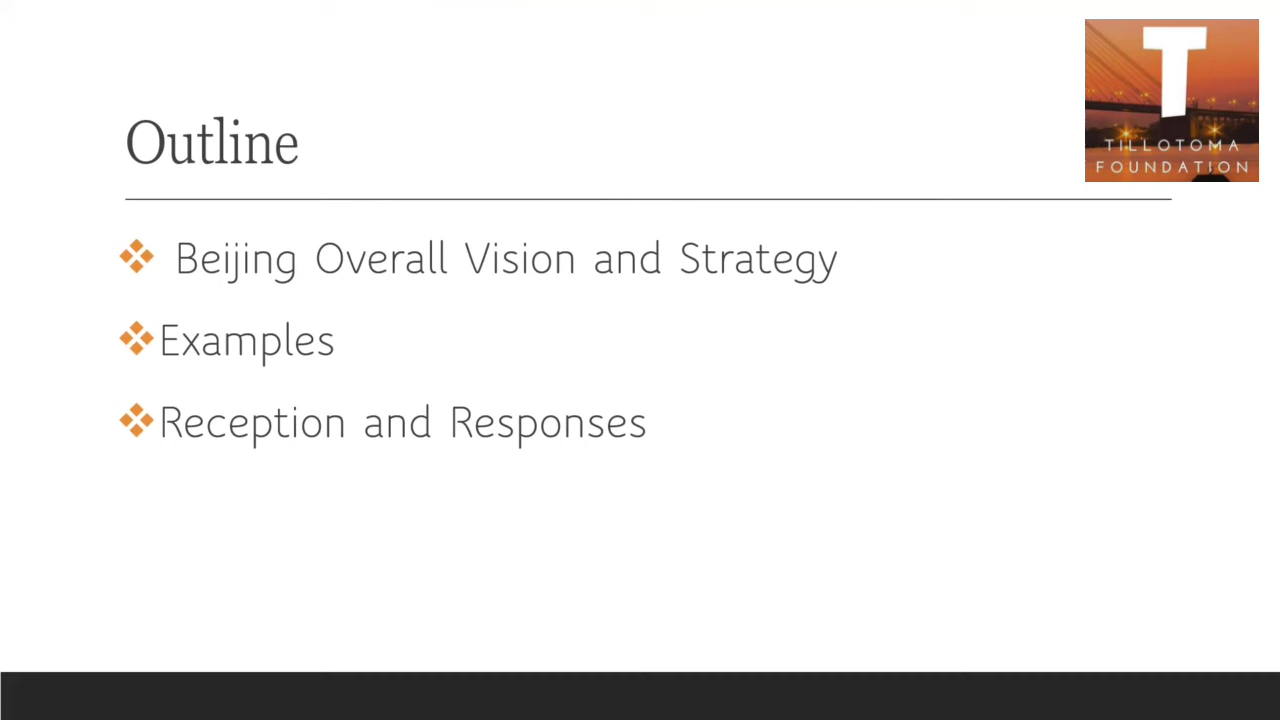 T
TILLOTOMA
FOUNDATION
Outline
Beijing Overall Vision and Strategy
Examples
Reception and Responses